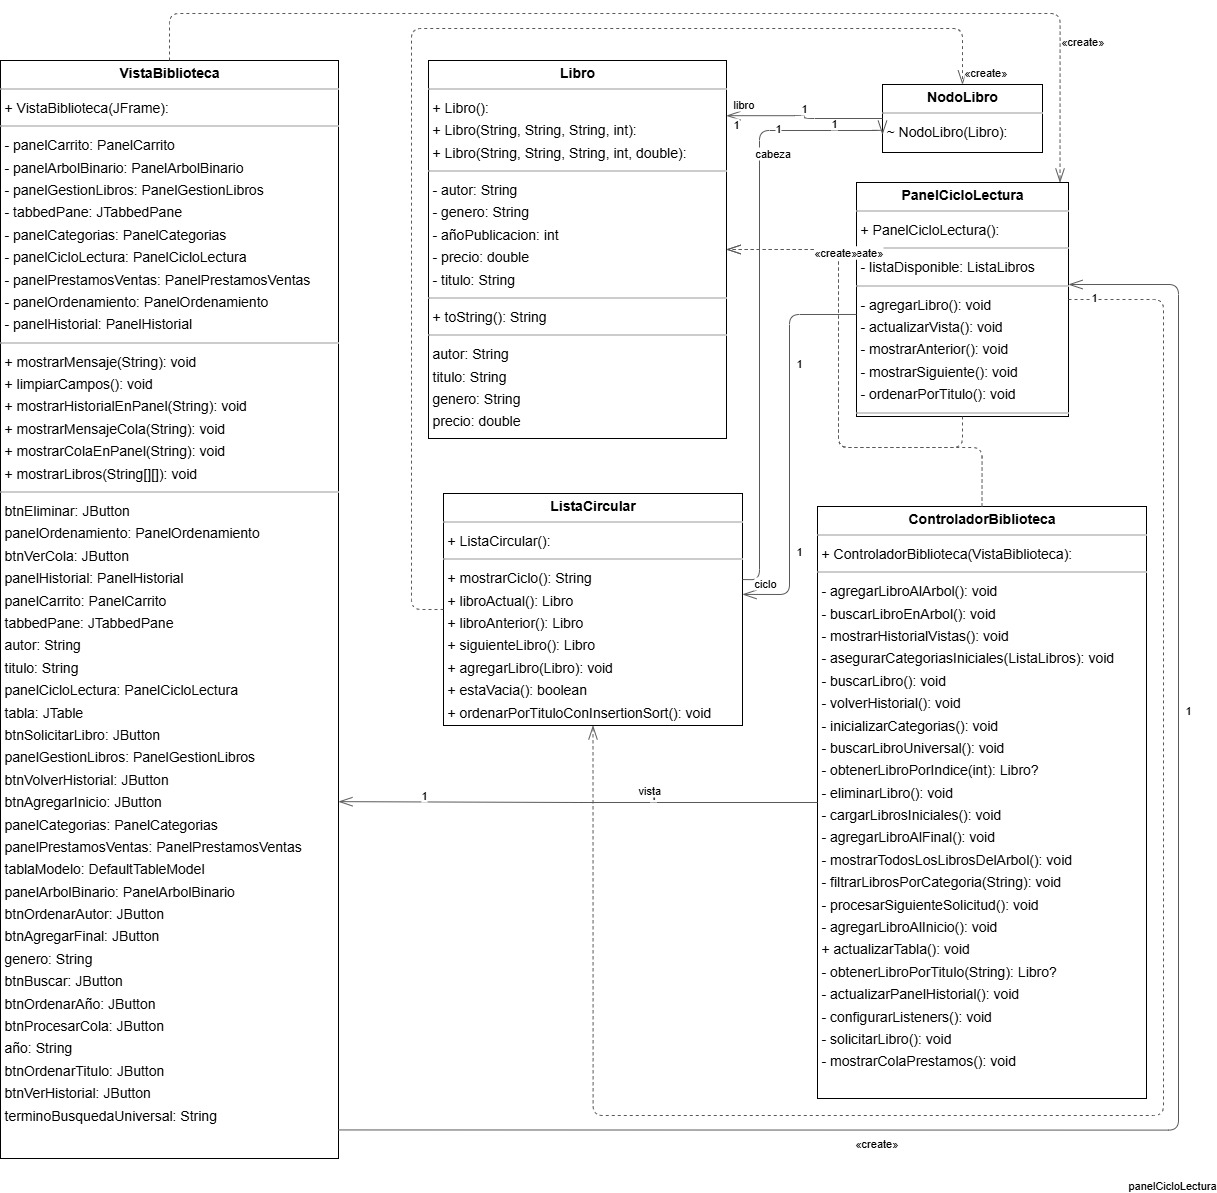 «create»
«create»
VistaBiblioteca
+ VistaBiblioteca(JFrame):
- panelCarrito: PanelCarrito
- panelArbolBinario: PanelArbolBinario
- panelGestionLibros: PanelGestionLibros
- tabbedPane: JTabbedPane
- panelCategorias: PanelCategorias
- panelCicloLectura: PanelCicloLectura
- panelPrestamosVentas: PanelPrestamosVentas
- panelOrdenamiento: PanelOrdenamiento
- panelHistorial: PanelHistorial
+ mostrarMensaje(String): void
+ limpiarCampos(): void
+ mostrarHistorialEnPanel(String): void
+ mostrarMensajeCola(String): void
+ mostrarColaEnPanel(String): void
+ mostrarLibros(String[][]): void
btnEliminar: JButton
panelOrdenamiento: PanelOrdenamiento
btnVerCola: JButton
panelHistorial: PanelHistorial
panelCarrito: PanelCarrito
tabbedPane: JTabbedPane
autor: String
titulo: String
panelCicloLectura: PanelCicloLectura
tabla: JTable
btnSolicitarLibro: JButton
panelGestionLibros: PanelGestionLibros
btnVolverHistorial: JButton
btnAgregarInicio: JButton
panelCategorias: PanelCategorias
panelPrestamosVentas: PanelPrestamosVentas
tablaModelo: DefaultTableModel
panelArbolBinario: PanelArbolBinario
btnOrdenarAutor: JButton
btnAgregarFinal: JButton
genero: String
btnBuscar: JButton
btnOrdenarAño: JButton
btnProcesarCola: JButton
año: String
btnOrdenarTitulo: JButton
btnVerHistorial: JButton
terminoBusquedaUniversal: String
Libro
+ Libro():
+ Libro(String, String, String, int):
+ Libro(String, String, String, int, double):
- autor: String
- genero: String
- añoPublicacion: int
- precio: double
- titulo: String
+ toString(): String
autor: String
titulo: String
genero: String
precio: double
libro
1
1
1
1
cabeza
NodoLibro
~ NodoLibro(Libro):
PanelCicloLectura
+ PanelCicloLectura():
- listaDisponible: ListaLibros
- agregarLibro(): void
- actualizarVista(): void
- mostrarAnterior(): void
- mostrarSiguiente(): void
- ordenarPorTitulo(): void
«create»eate»
1
1
1
ciclo
ListaCircular
+ ListaCircular():
+ mostrarCiclo(): String
+ libroActual(): Libro
+ libroAnterior(): Libro
+ siguienteLibro(): Libro
+ agregarLibro(Libro): void
+ estaVacia(): boolean
+ ordenarPorTituloConInsertionSort(): void
1
vista
ControladorBiblioteca
+ ControladorBiblioteca(VistaBiblioteca):
- agregarLibroAlArbol(): void
- buscarLibroEnArbol(): void
- mostrarHistorialVistas(): void
- asegurarCategoriasIniciales(ListaLibros): void
- buscarLibro(): void
- volverHistorial(): void
- inicializarCategorias(): void
- buscarLibroUniversal(): void
- obtenerLibroPorIndice(int): Libro?
- eliminarLibro(): void
- cargarLibrosIniciales(): void
- agregarLibroAlFinal(): void
- mostrarTodosLosLibrosDelArbol(): void
- filtrarLibrosPorCategoria(String): void
- procesarSiguienteSolicitud(): void
- agregarLibroAlInicio(): void
+ actualizarTabla(): void
- obtenerLibroPorTitulo(String): Libro?
- actualizarPanelHistorial(): void
- configurarListeners(): void
- solicitarLibro(): void
- mostrarColaPrestamos(): void
1
«create»
panelCicloLectura